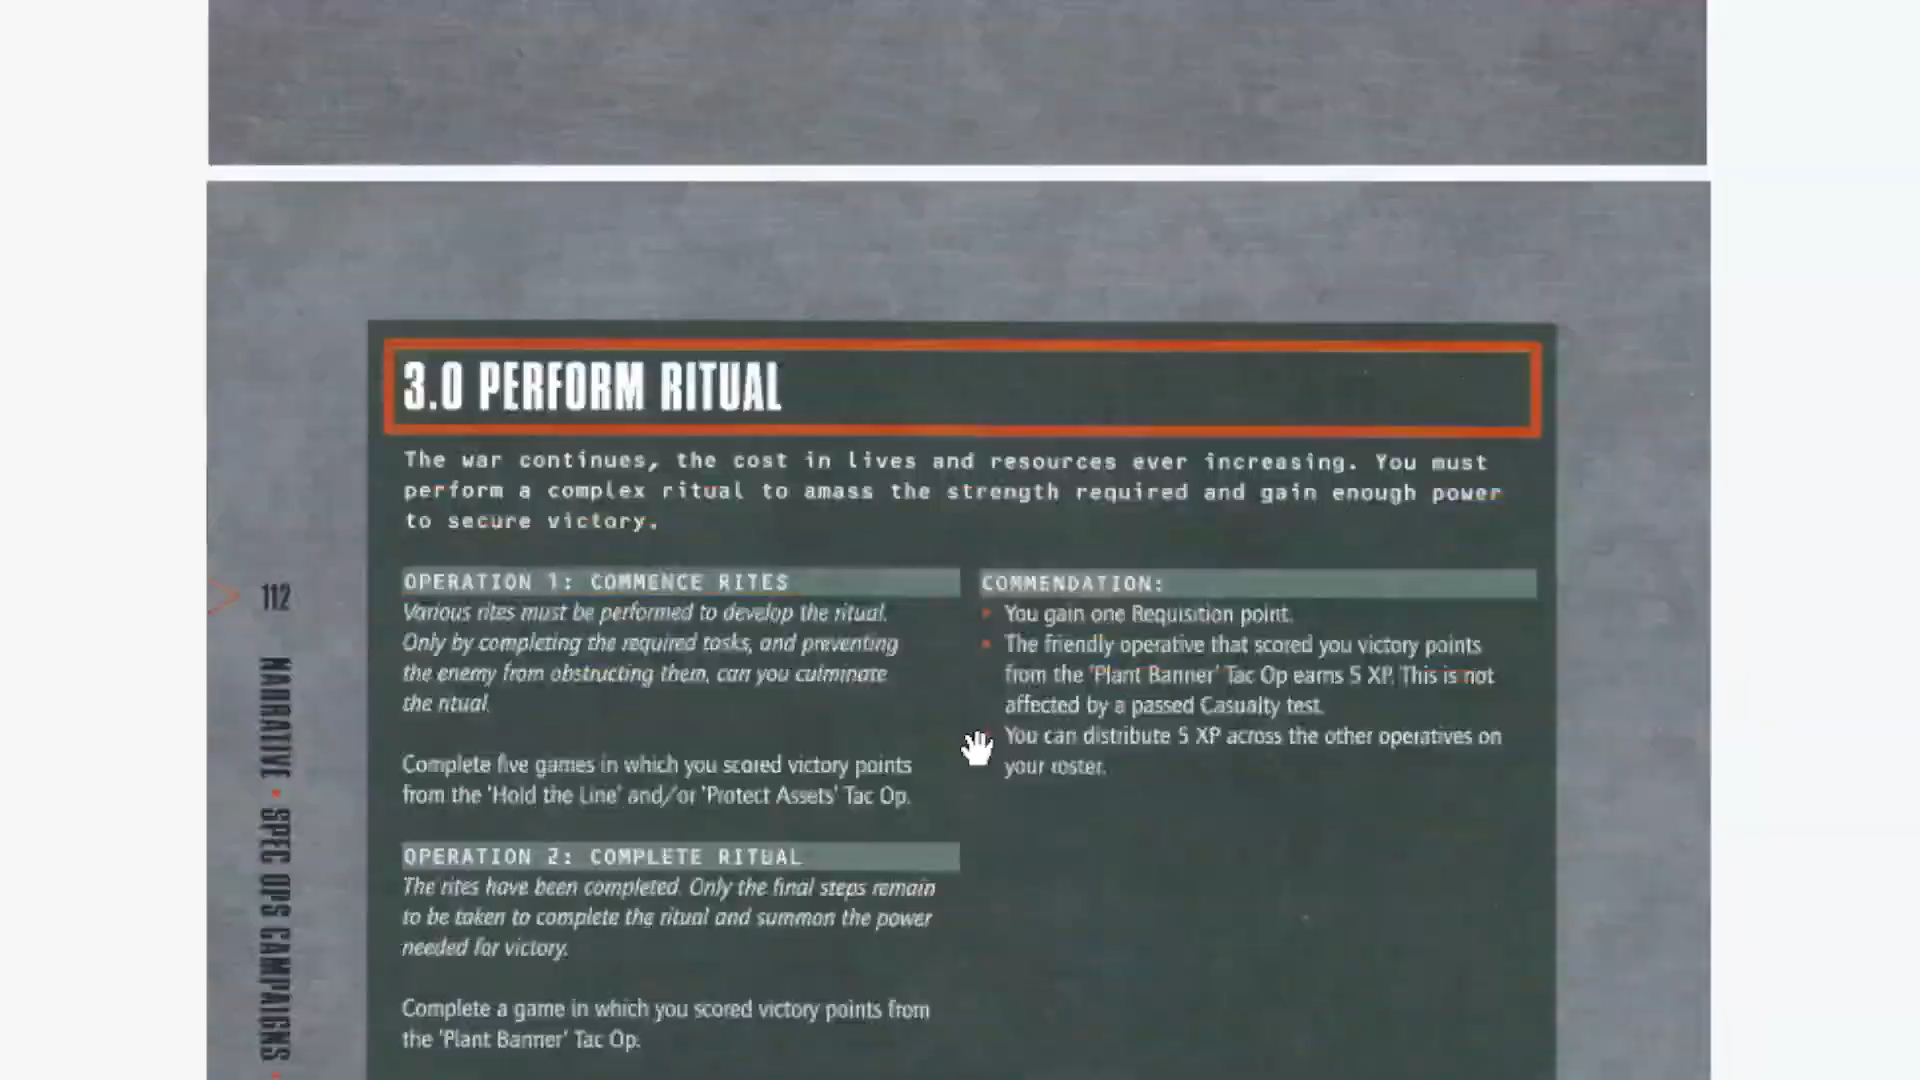 3.0 PERFORM RITUAL
The war continues, the cost in lives and resources ever increasing. You must
perform a complex ritual to amass the strength required and gain enough power
to secure victory.
OPERATION 1: COMMENCE RITES
Various rites must be performed to develop the ritual.
Only by completing the required tasks, and preventing
the enemy from obstructing them, can you culminate
the ritual.
Complete five games in which you scored victory points
from the 'Hold the Line' and/or 'Protect Assets' Tac Op.
OPERATION 2: COMPLETE RITUAL
The rites have been completed. Only the final steps remain
to be taken to complete the ritual and summon the power
needed for victory.
Complete a game in which you scored victory points from
the 'Plant Banner' Tac Op.
COMMENDATION:
• You gain one Requisition point.
• The friendly operative that scored you victory points
from the 'Plant Banner' Tac Op earns 5 XP. This is not
affected by a passed Casualty test.
You can distribute 5 XP across the other operatives on
your roster.
112
NARRATIVE • SPEC OPS CAMPAIGNS •